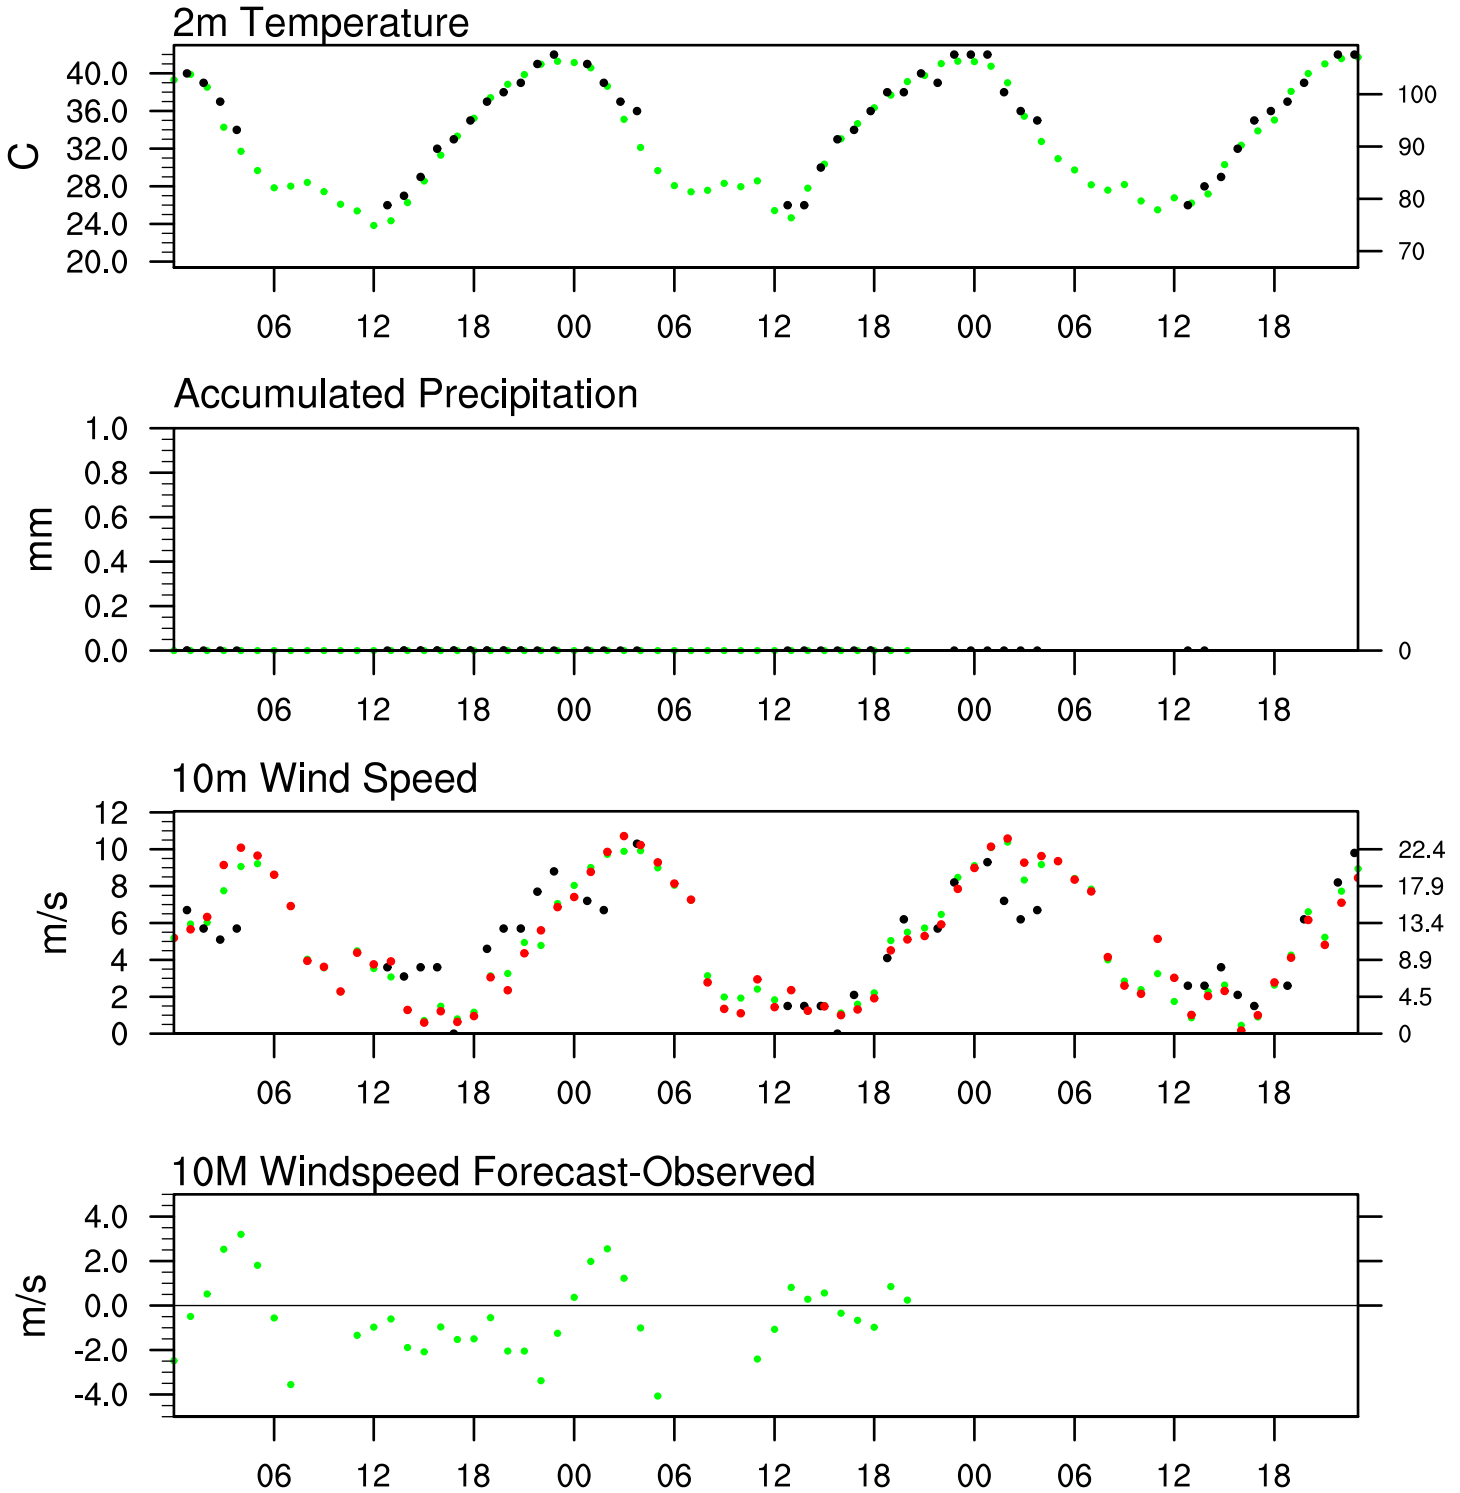 2m Temperature
40.0
36.0
32.0
28.0
24.0
20.0
C
100
90
80
70
06 12 18 00 06 12 18 00 06 12 18
Accumulated Precipitation
1.0
0.8
0.6
0.4
0.2
0.0
mm
0
06 12 18 00 06 12 18 00 06 12 18
10m Wind Speed
12
10
8
6
4
2
0
m/s
22.4
17.9
13.4
8.9
4.5
0
06 12 18 00 06 12 18 00 06 12 18
10M Windspeed Forecast-Observed
4.0
2.0
0.0
-2.0
-4.0
m/s
06 12 18 00 06 12 18 00 06 12 18